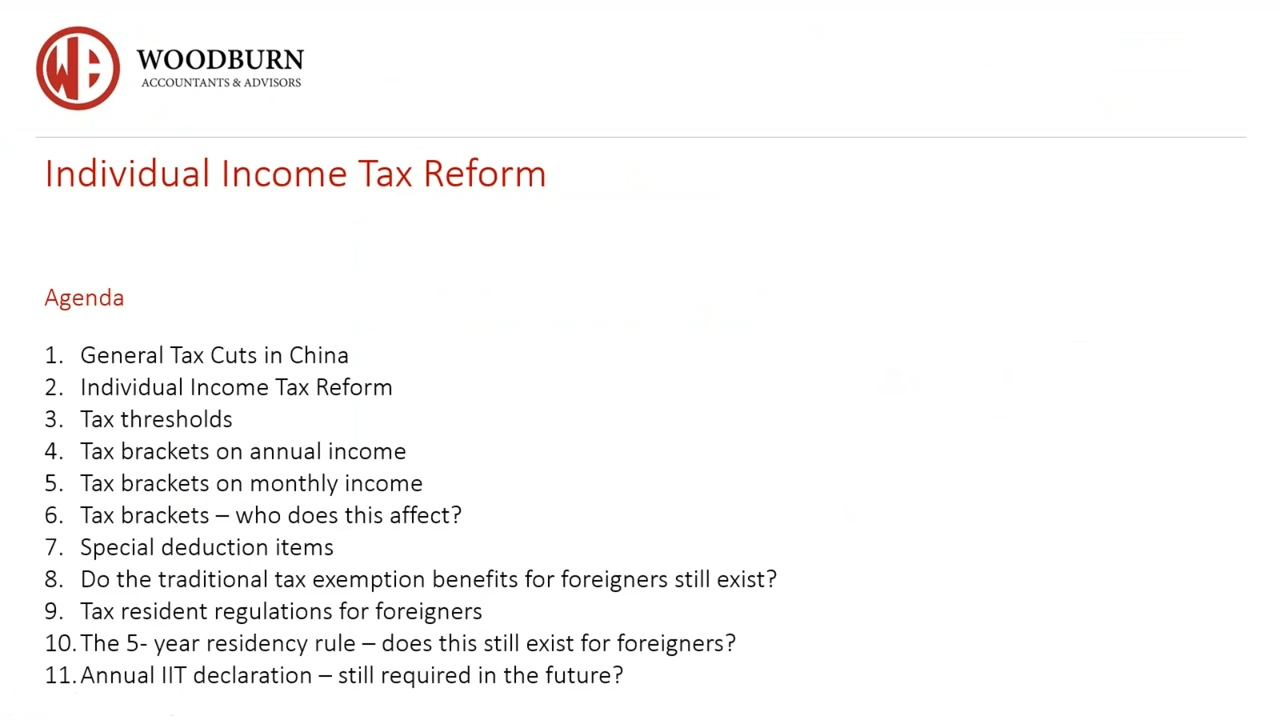 WOODBURN
ACCOUNTANTS & ADVISORS
Individual Income Tax Reform
Agenda
1. General Tax Cuts in China
2. Individual Income Tax Reform
3. Tax thresholds
4. Tax brackets on annual income
5. Tax brackets on monthly income
6. Tax brackets – who does this affect?
7. Special deduction items
8. Do the traditional tax exemption benefits for foreigners still exist?
9. Tax resident regulations for foreigners
10. The 5- year residency rule – does this still exist for foreigners?
11. Annual IIT declaration – still required in the future?